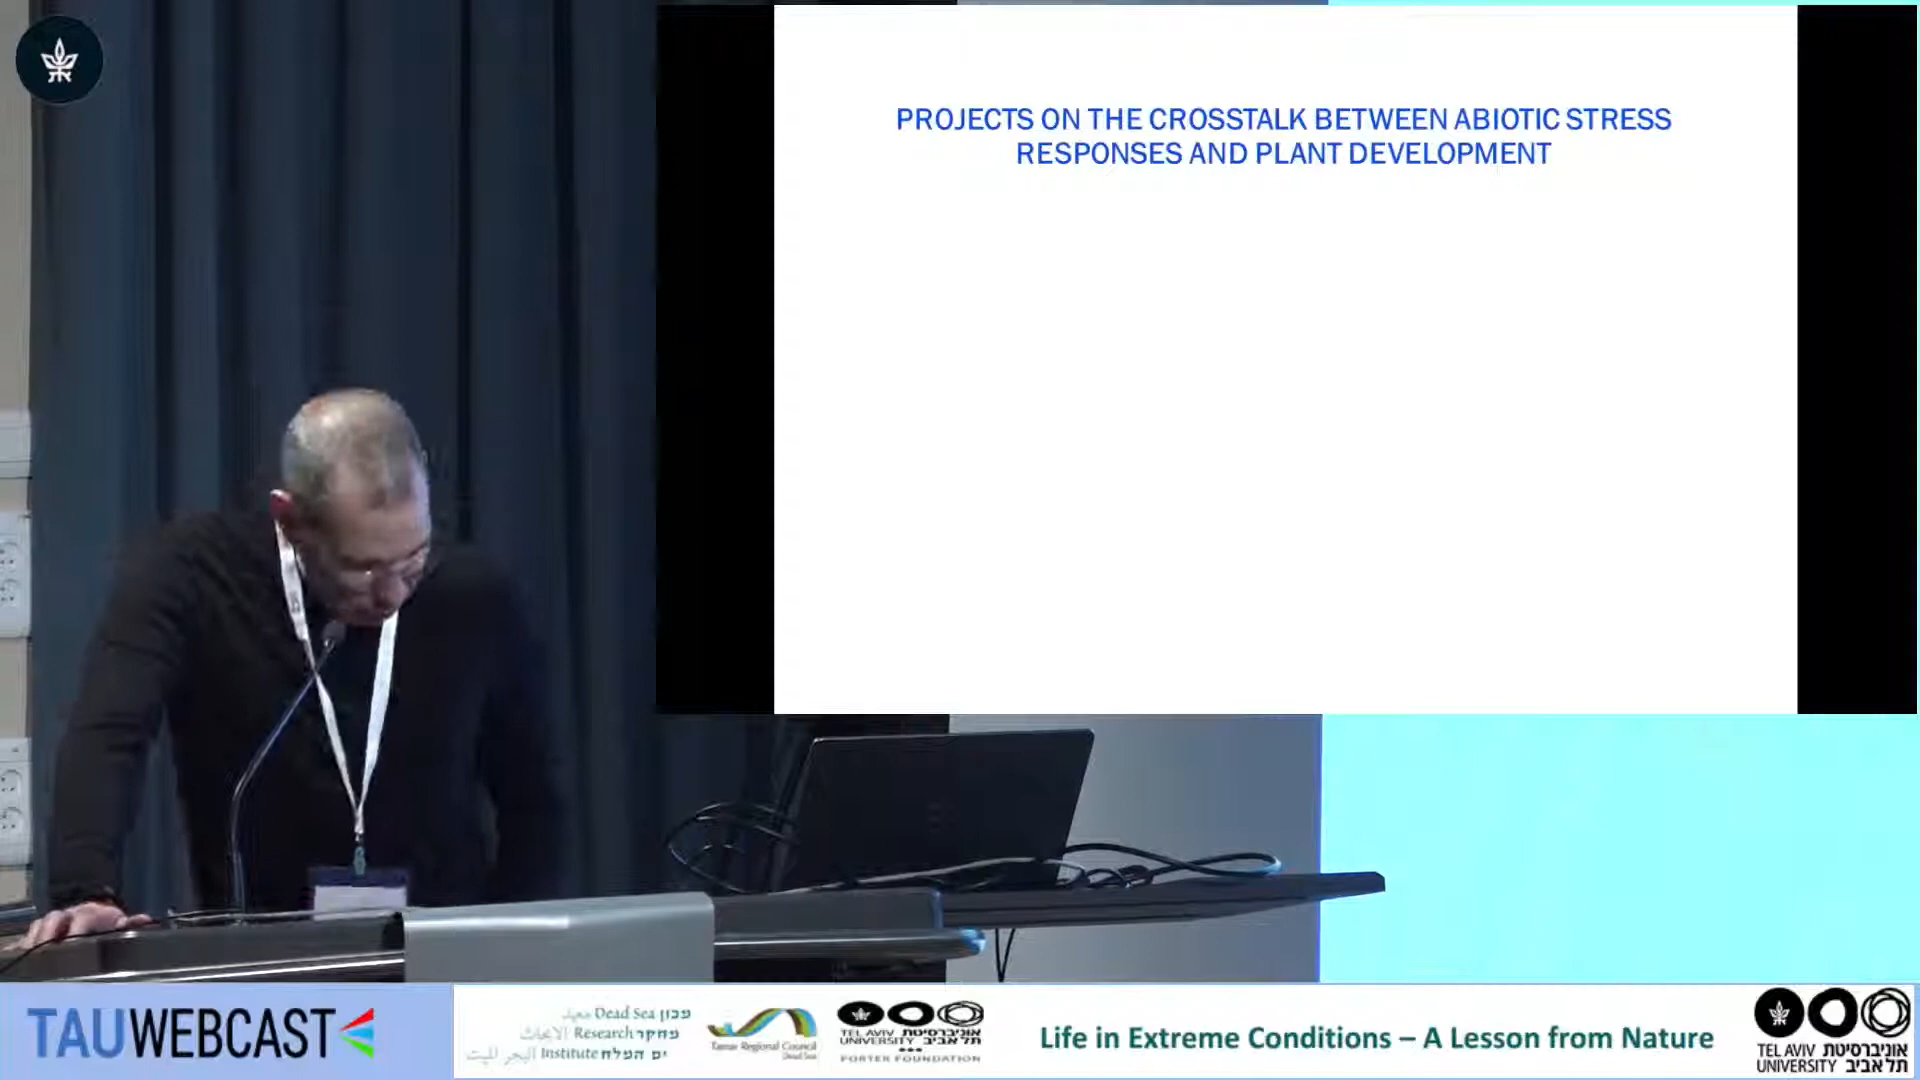 PROJECTS ON THE CROSSTALK BETWEEN ABIOTIC STRESS
RESPONSES AND PLANT DEVELOPMENT
TAUWEBCAST
Dead Sea מכון
Research מחקר
Institute ים המלח
Tamar Regional Council
Dead Sea
TEL AVIV אוניברסיטת
UNIVERSITY תל אביב
PORTER FOUNDATION
Life in Extreme Conditions – A Lesson from Nature
TEL AVIV אוניברסיטת
UNIVERSITY תל אביב